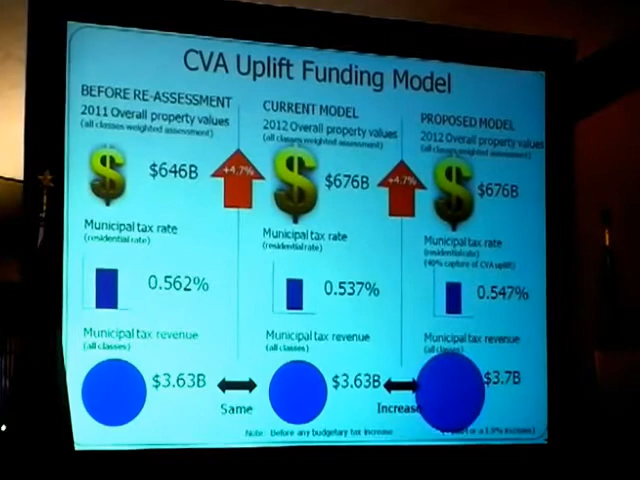 CVA Uplift Funding Model
BEFORE RE-ASSESSMENT
2011 Overall property values
(all classes weighted assessment)
$646B
+4.7%
Municipal tax rate
(residential rate)
0.562%
Municipal tax revenue
(all classes)
$3.63B
Same
CURRENT MODEL
2012 Overall property values
(all classes weighted assessment)
$676B
+4.7%
Municipal tax rate
(residential rate)
0.537%
Municipal tax revenue
(all classes)
$3.63B
Increase
PROPOSED MODEL
2012 Overall property values
(all classes weighted assessment)
$676B
Municipal tax rate
(residential rate)
(40% capture of CVA uplift)
0.547%
Municipal tax revenue
(all classes)
$3.7B
Note: Before any budgetary tax increase
or a 1.9% increase)